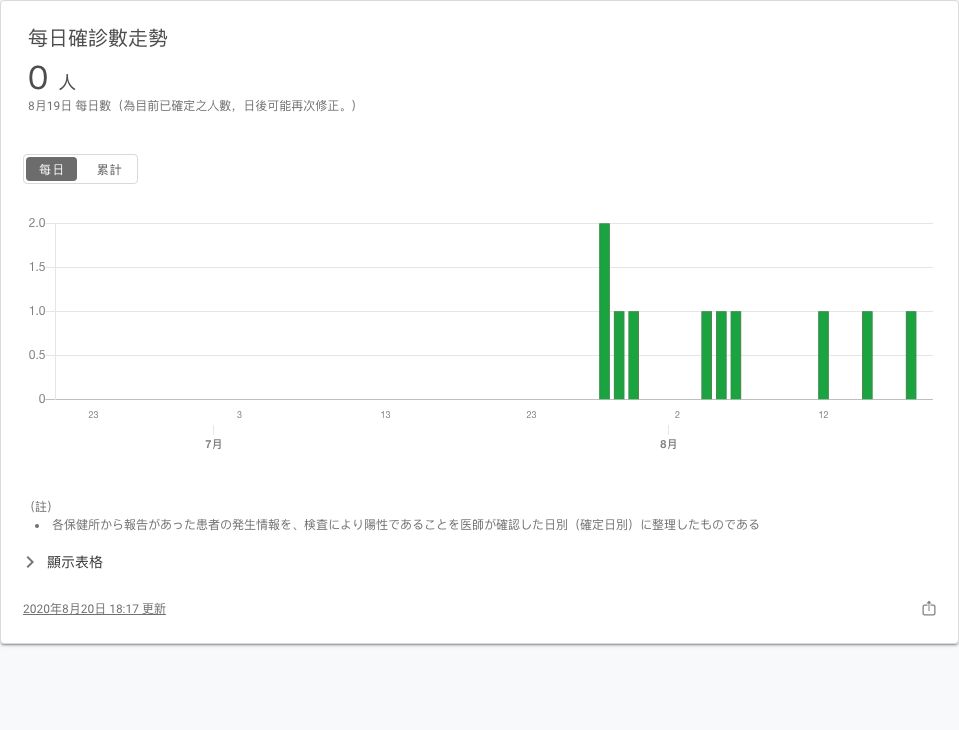 每日確診數走勢
0 人
8月19日 每日數（為目前已確定之人數，日後可能再次修正。）
每日 累計
2.0
1.5
1.0
0.5
0
23 3 13 23 2 12
7月 8月
（註）
• 各保健所から報告があった患者の発生情報を、検査により陽性であることを医師が確認した日別（確定日別）に整理したものである
顯示表格
2020年8月20日 18:17 更新